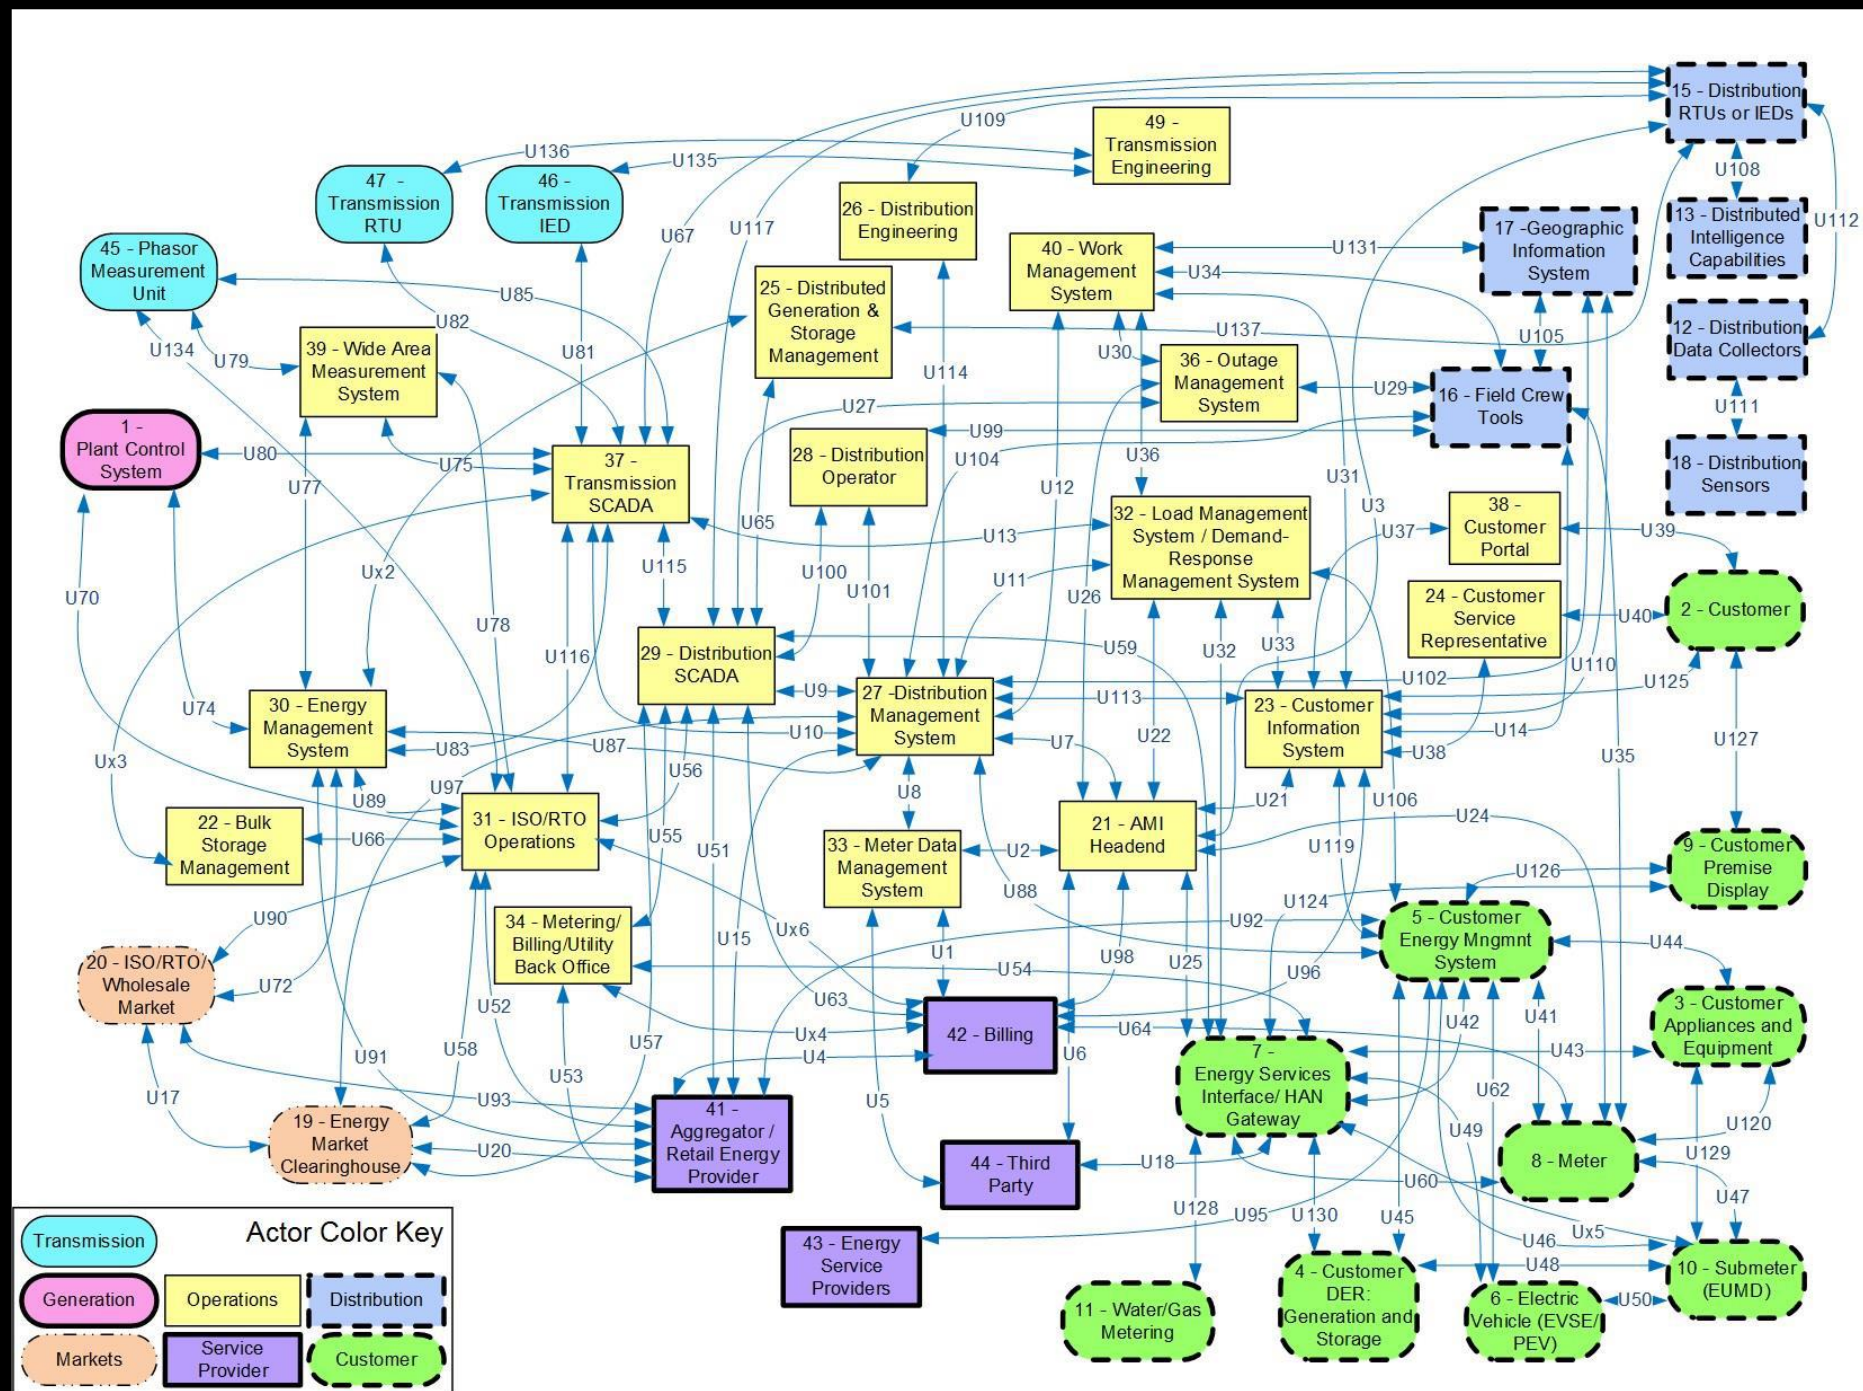 15 - Distribution
RTUs or IEDs
U109
49 -
Transmission
Engineering
U136
U135
U108
47 -
Transmission
RTU
46 -
Transmission
IED
26 - Distribution
Engineering
13 - Distributed
Intelligence
Capabilities
U112
17 -Geographic
Information
System
U67
U117
45 - Phasor
Measurement
Unit
40 - Work
Management
System
U131
U34
25 - Distributed
Generation &
Storage
Management
U85
U82
U134
U79
39 - Wide Area
Measurement
System
U81
U137
U105
12 - Distribution
Data Collectors
U30
36 - Outage
Management
System
U114
U29
16 - Field Crew
Tools
U27
U111
1 -
Plant Control
System
U80
U75
37 -
Transmission
SCADA
28 - Distribution
Operator
U99
U104
U36
18 - Distribution
Sensors
U77
U12
U31
U3
U65
32 - Load Management
System / Demand-
Response
Management System
U13
U37
38 -
Customer
Portal
U39
Ux2
U115
U100
U101
U11
U26
U70
U78
24 - Customer
Service
Representative
U40
2 - Customer
U116
29 - Distribution
SCADA
U59
U32
U33
U110
U102
U125
U9
27 -Distribution
Management
System
U113
23 - Customer
Information
System
U74
30 - Energy
Management
System
U83
U87
U10
U7
U22
U14
U38
U127
U35
Ux3
U97
U89
U56
U8
U21
U106
22 - Bulk
Storage
Management
U66
31 - ISO/RTO
Operations
U55
U51
33 - Meter Data
Management
System
U2
21 - AMI
Headend
U24
U119
U88
9 - Customer
Premise
Display
U126
U124
U90
34 - Metering/
Billing/Utility
Back Office
Ux6
U15
U1
U98
U25
U92
U96
5 - Customer
Energy Mngmnt
System
U44
20 - ISO/RTO/
Wholesale
Market
U72
U52
U54
U63
3 - Customer
Appliances and
Equipment
U58
U91
U57
Ux4
42 - Billing
U64
U42
U41
U4
U6
7 -
Energy Services
Interface/ HAN
Gateway
U43
U53
U62
U17
U93
U5
U49
U120
19 - Energy
Market
Clearinghouse
U20
41 -
Aggregator /
Retail Energy
Provider
44 - Third
Party
U18
U60
8 - Meter
U129
U47
U128
U95
U130
U45
Ux5
U46
U48
43 - Energy
Service
Providers
4 - Customer
DER:
Generation and
Storage
10 - Submeter
(EUMD)
U50
11 - Water/Gas
Metering
6 - Electric
Vehicle (EVSE/
PEV)
Actor Color Key
Transmission
Generation
Operations
Distribution
Markets
Service
Provider
Customer